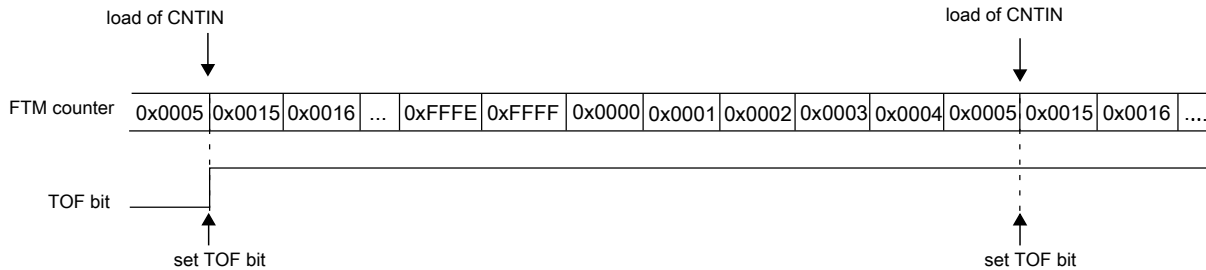 load of CNTIN load of CNTIN
FTM counter 0x0005 0x0015 0x0016 ... 0xFFFE 0xFFFF 0x0000 0x0001 0x0002 0x0003 0x0004 0x0005 0x0015 0x0016 ....
TOF bit
set TOF bit set TOF bit